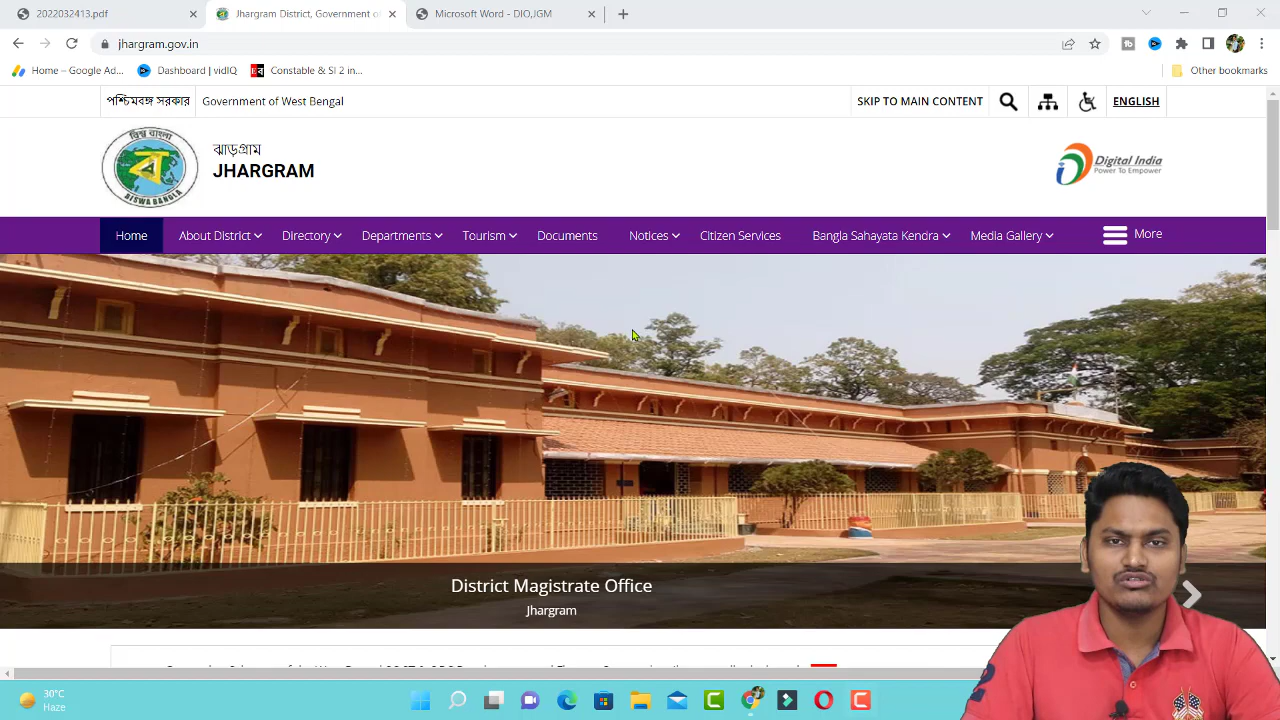 2022032413.pdf
Jhargram District, Government of
Microsoft Word - DIO,JGM
jhargram.gov.in
Home – Google Ad...
Dashboard | vidIQ
Constable & SI 2 in...
Other bookmarks
পশ্চিমবঙ্গ সরকার
Government of West Bengal
SKIP TO MAIN CONTENT
ENGLISH
বিশ্ব বাংলা
ব
BISWA BANGLA
ঝাড়গ্রাম
JHARGRAM
Digital India
Power To Empower
Home
About District
Directory
Departments
Tourism
Documents
Notices
Citizen Services
Bangla Sahayata Kendra
Media Gallery
More
District Magistrate Office
Jhargram
30°C
Haze
2